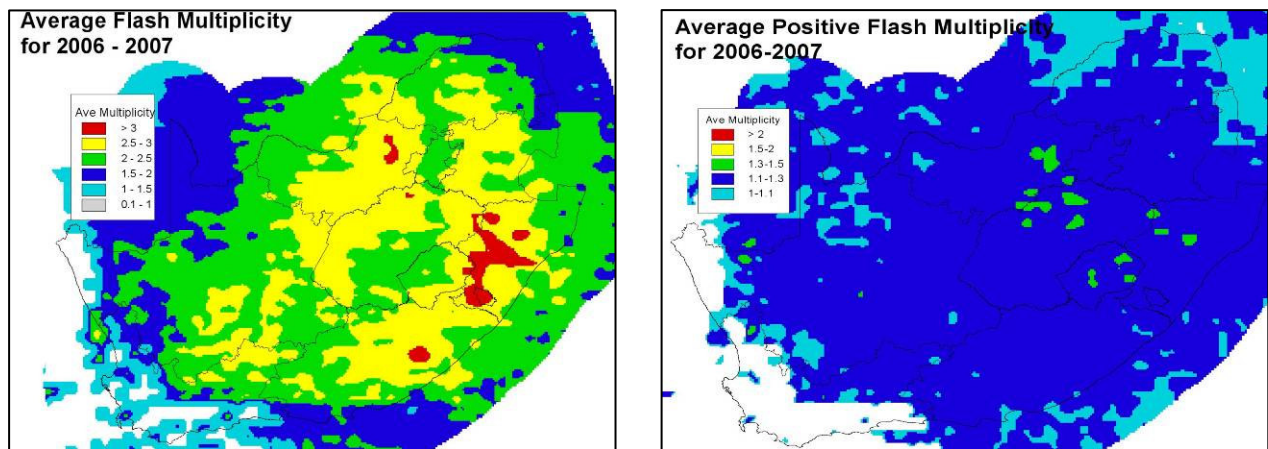 Average Flash Multiplicity
for 2006 - 2007
Ave Multiplicity
> 3
2.5 - 3
2 - 2.5
1.5 - 2
1 - 1.5
0.1 - 1
Average Positive Flash Multiplicity
for 2006-2007
Ave Multiplicity
> 2
1.5-2
1.3-1.5
1.1-1.3
1-1.1